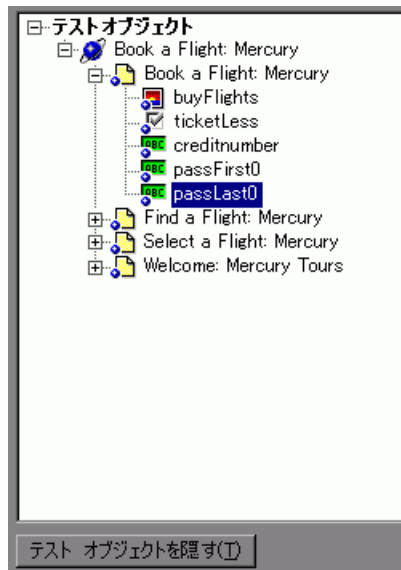 テストオブジェクト
Book a Flight: Mercury
Book a Flight: Mercury
buyFlights
ticketLess
creditnumber
passFirst0
passLast0
Find a Flight: Mercury
Select a Flight: Mercury
Welcome: Mercury Tours
テスト オブジェクトを隠す(T)